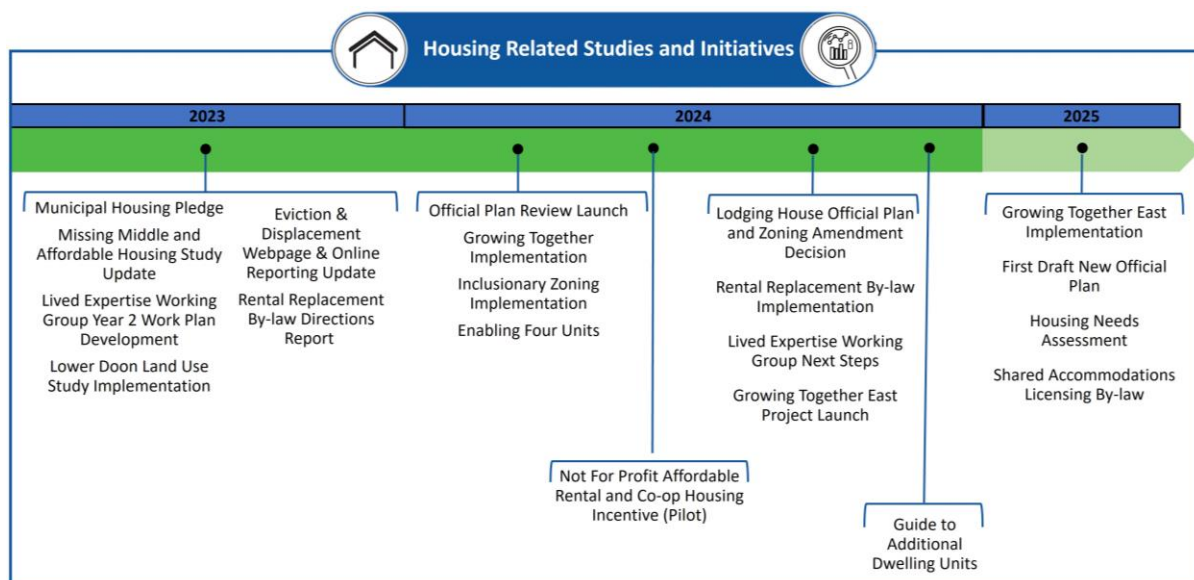 Housing Related Studies and Initiatives
2023
2024
2025
Municipal Housing Pledge
Missing Middle and
Affordable Housing Study
Update
Lived Expertise Working
Group Year 2 Work Plan
Development
Lower Doon Land Use
Study Implementation
Eviction &
Displacement
Webpage & Online
Reporting Update
Rental Replacement
By-law Directions
Report
Official Plan Review Launch
Growing Together
Implementation
Inclusionary Zoning
Implementation
Enabling Four Units
Not For Profit Affordable
Rental and Co-op Housing
Incentive (Pilot)
Lodging House Official Plan
and Zoning Amendment
Decision
Rental Replacement By-law
Implementation
Lived Expertise Working
Group Next Steps
Growing Together East
Project Launch
Guide to
Additional
Dwelling Units
Growing Together East
Implementation
First Draft New Official
Plan
Housing Needs
Assessment
Shared Accommodations
Licensing By-law